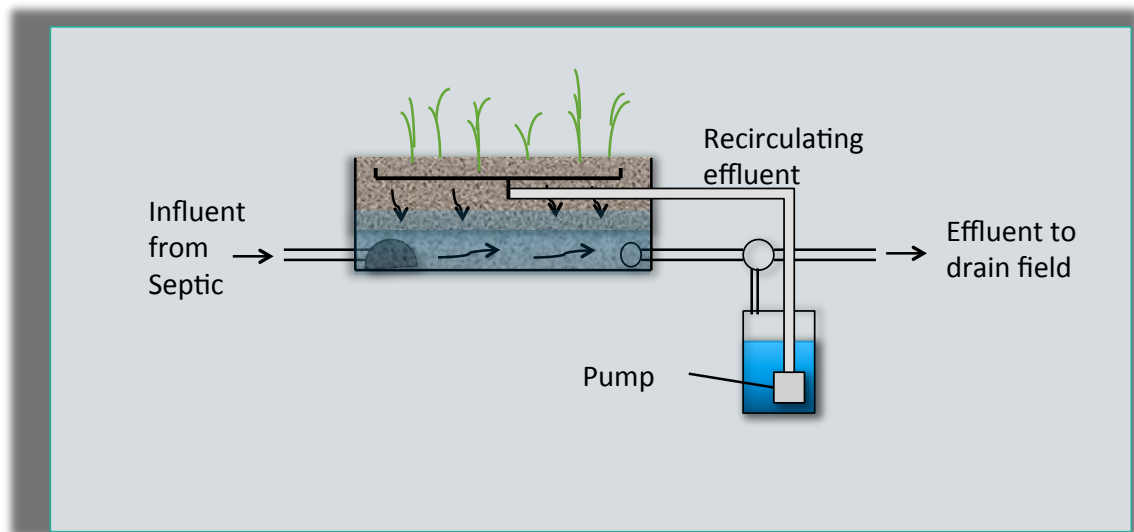 Recirculating
effluent
Influent
from
Septic
Effluent to
drain field
Pump